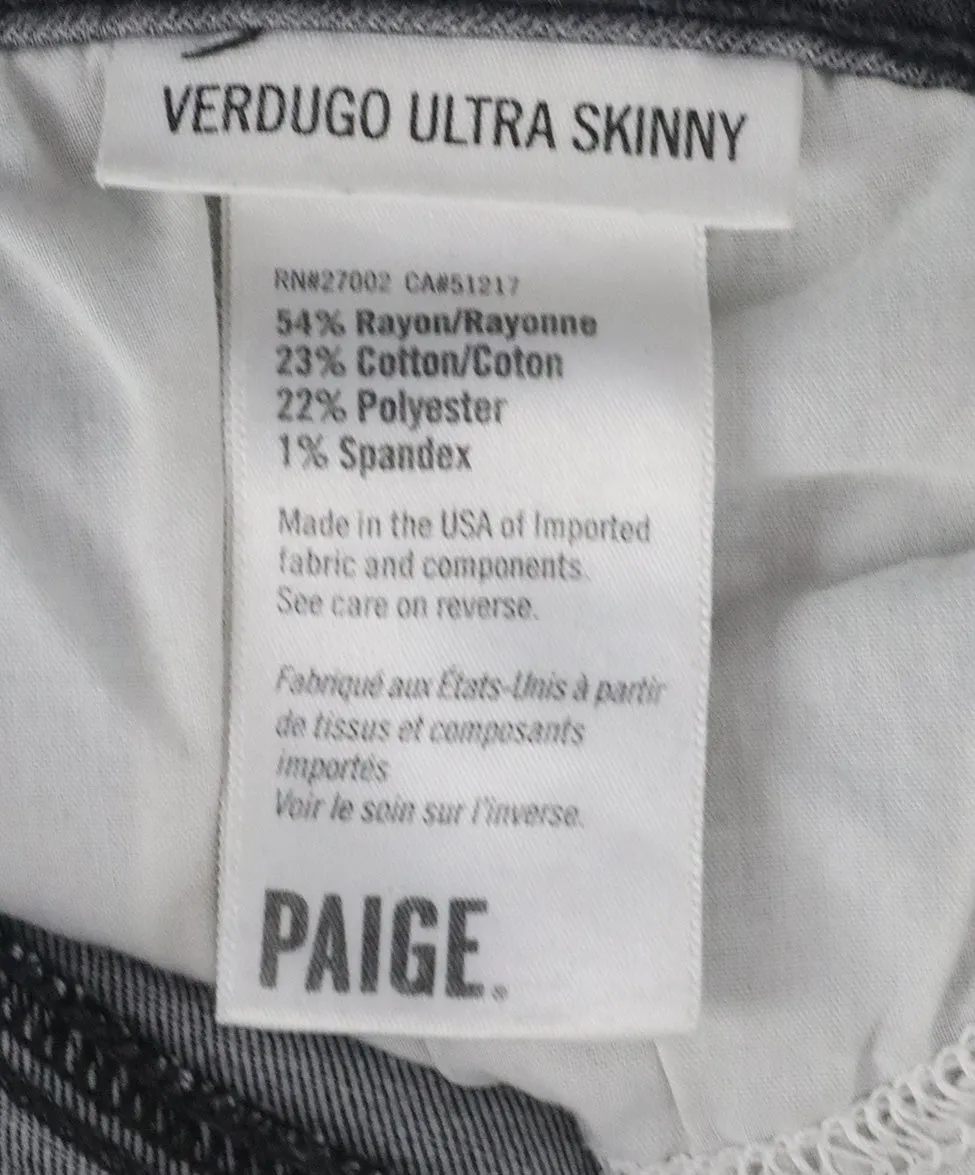 VERDUGO ULTRA SKINNY
RN#27002 CA#51217
54% Rayon/Rayonne
23% Cotton/Coton
22% Polyester
1% Spandex
Made in the USA of Imported
fabric and components.
See care on reverse.
Fabriqué aux États-Unis à partir
de tissus et composants
importés
Voir le soin sur l'inverse.
PAIGE.